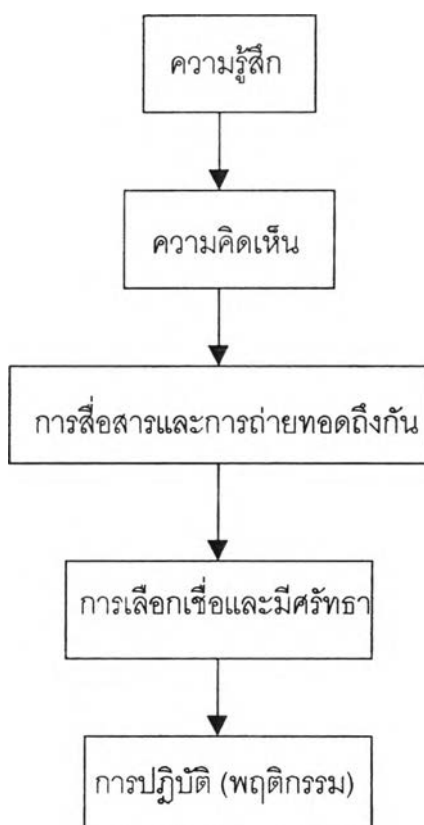 ความรู้สึก
ความคิดเห็น
การสื่อสารและการถ่ายทอดถึงกัน
การเลือกเชื่อและมีศรัทธา
การปฏิบัติ (พฤติกรรม)